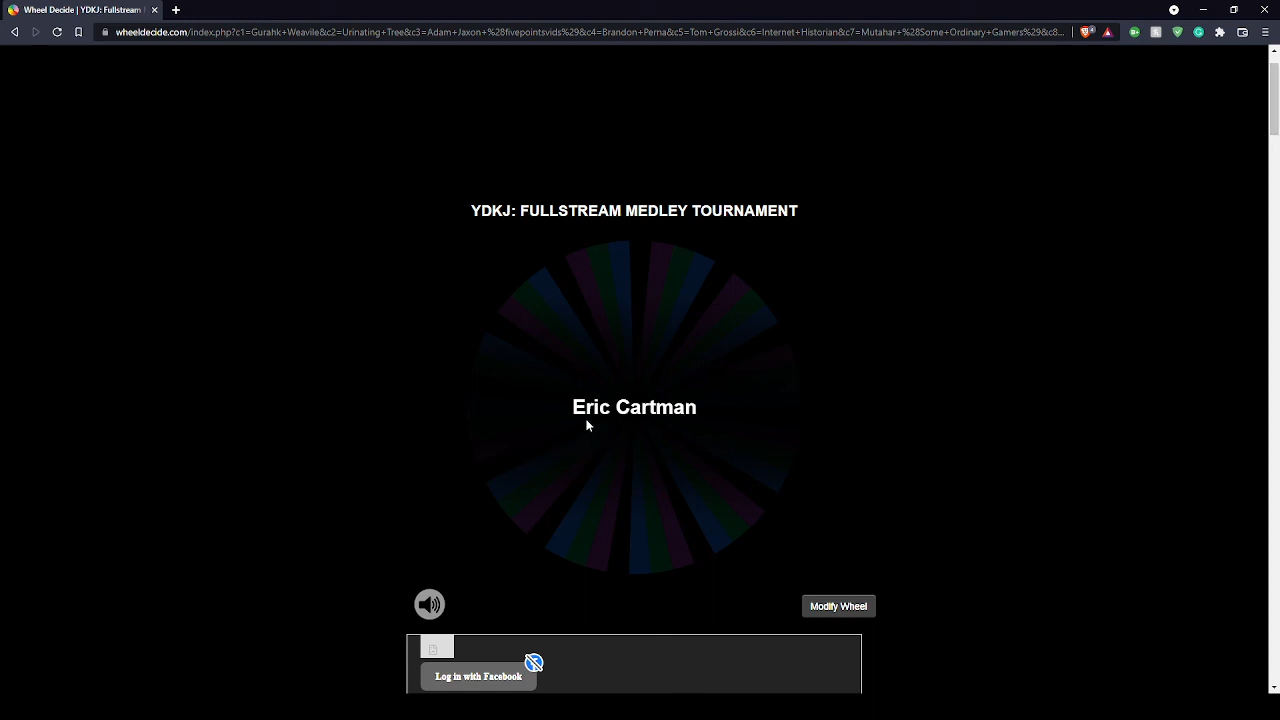 Wheel Decide | YDKJ: Fullstream
wheeldecide.com/index.php?c1=Gurahk+Weavile&c2=Urinating+Tree&c3=Adam+Jaxon+%28fivepointsvids%29&c4=Brandon+Perna&c5=Tom+Grossi&c6=Internet+Historian&c7=Mutahar+%28Some+Ordinary+Gamers%29&c8...
YDKJ: FULLSTREAM MEDLEY TOURNAMENT
Eric Cartman
Modify Wheel
Log in with Facebook